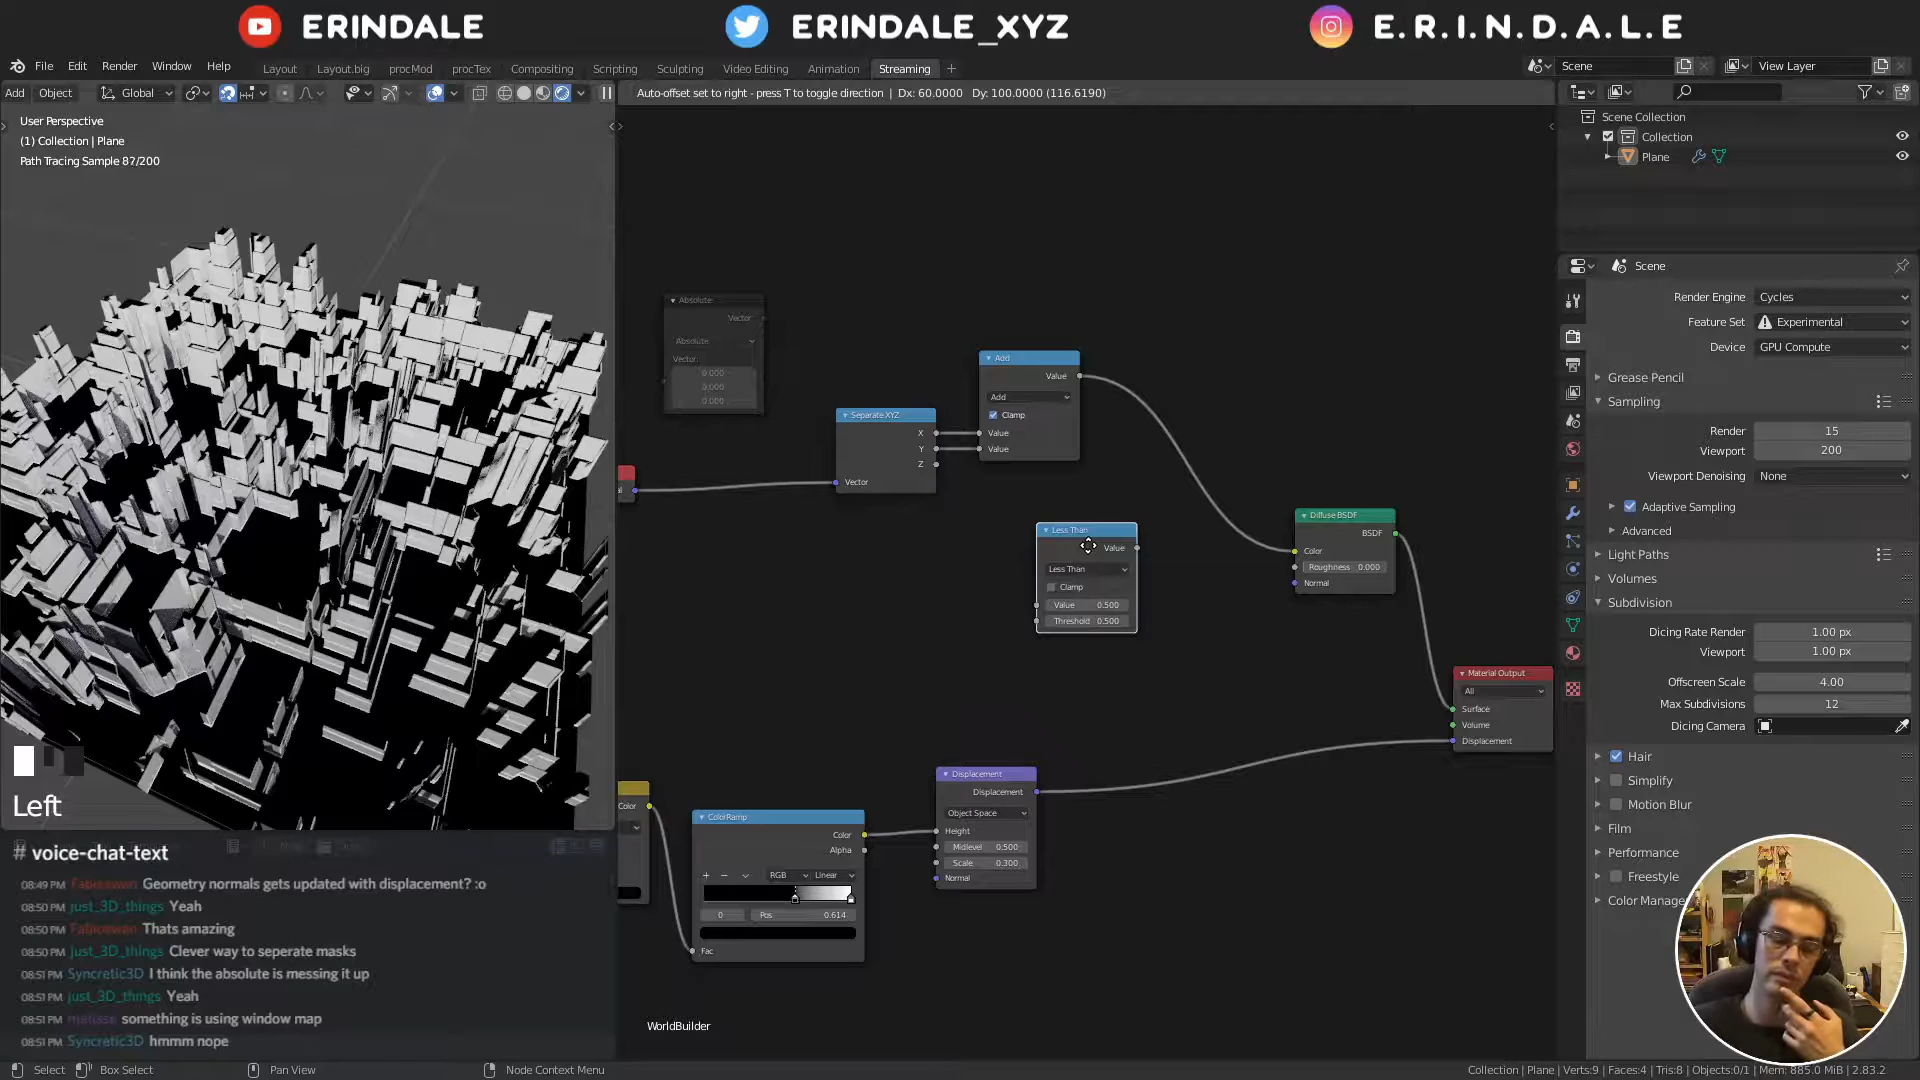 ERINDALE
ERINDALE_XYZ
E.R.I.N.D.A.L.E
File Edit Render Window Help
Layout Layout.big procMod procTex Compositing Scripting Sculpting Video Editing Animation Streaming +
Scene
View Layer
Add Object Global
Auto-offset set to right - press T to toggle direction | Dx: 60.0000 Dy: 100.0000 (116.6190)
User Perspective
(1) Collection | Plane
Path Tracing Sample 87/200
Scene Collection
Collection
Plane
Scene
Render Engine Cycles
Feature Set Experimental
Device GPU Compute
Grease Pencil
Sampling
Render 15
Viewport 200
Viewport Denoising None
Adaptive Sampling
Advanced
Light Paths
Volumes
Subdivision
Dicing Rate Render 1.00 px
Viewport 1.00 px
Offscreen Scale 4.00
Max Subdivisions 12
Dicing Camera
Hair
Simplify
Motion Blur
Film
Performance
Freestyle
Color Manage
Absolute
Vector
Absolute
Vector:
0.000
0.000
0.000
Separate XYZ
X
Y
Z
Vector
Add
Value
Add
Clamp
Value
Value
Less Than
Value
Less Than
Clamp
Value 0.500
Threshold 0.500
Diffuse BSDF
BSDF
Color
Roughness 0.000
Normal
Material Output
All
Surface
Volume
Displacement
Color
ColorRamp
Color
Alpha
+ − RGB Linear
0 Pos 0.614
Fac
Displacement
Displacement
Object Space
Height
Midlevel 0.500
Scale 0.300
Normal
WorldBuilder
Left
# voice-chat-text
08:49 PM Fabicewan Geometry normals gets updated with displacement? :o
08:50 PM just_3D_things Yeah
08:50 PM Fabicewan Thats amazing
08:50 PM just_3D_things Clever way to seperate masks
08:51 PM Syncretic3D I think the absolute is messing it up
08:51 PM just_3D_things Yeah
08:51 PM something is using window map
08:51 PM Syncretic3D hmmm nope
Select Box Select Pan View Node Context Menu
Collection | Plane | Verts:9 | Faces:4 | Tris:8 | Objects:0/1 | Mem: 885.0 MiB | 2.83.2